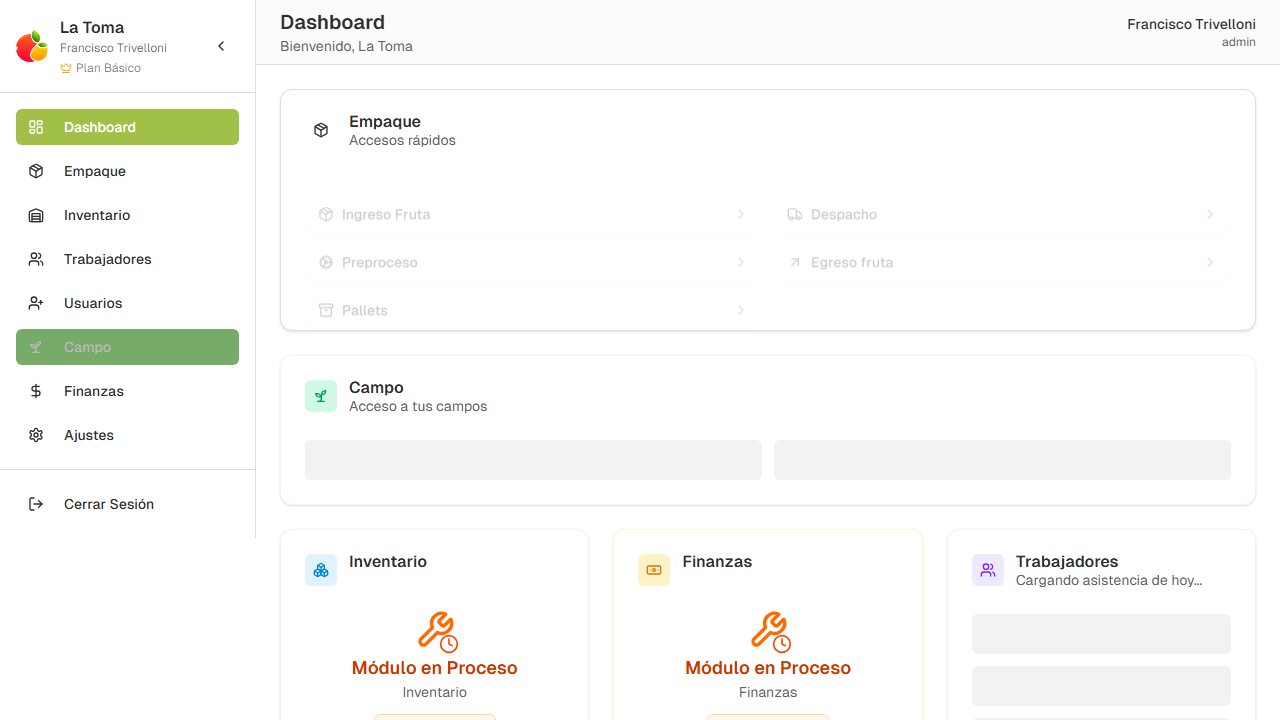 La Toma
Francisco Trivelloni
Plan Básico
Dashboard
Empaque
Inventario
Trabajadores
Usuarios
Campo
Finanzas
Ajustes
Cerrar Sesión
Dashboard
Bienvenido, La Toma
Francisco Trivelloni
admin
Empaque
Accesos rápidos
Ingreso Fruta
Despacho
Preproceso
Egreso fruta
Pallets
Campo
Acceso a tus campos
Inventario
Módulo en Proceso
Inventario
Finanzas
Módulo en Proceso
Finanzas
Trabajadores
Cargando asistencia de hoy...